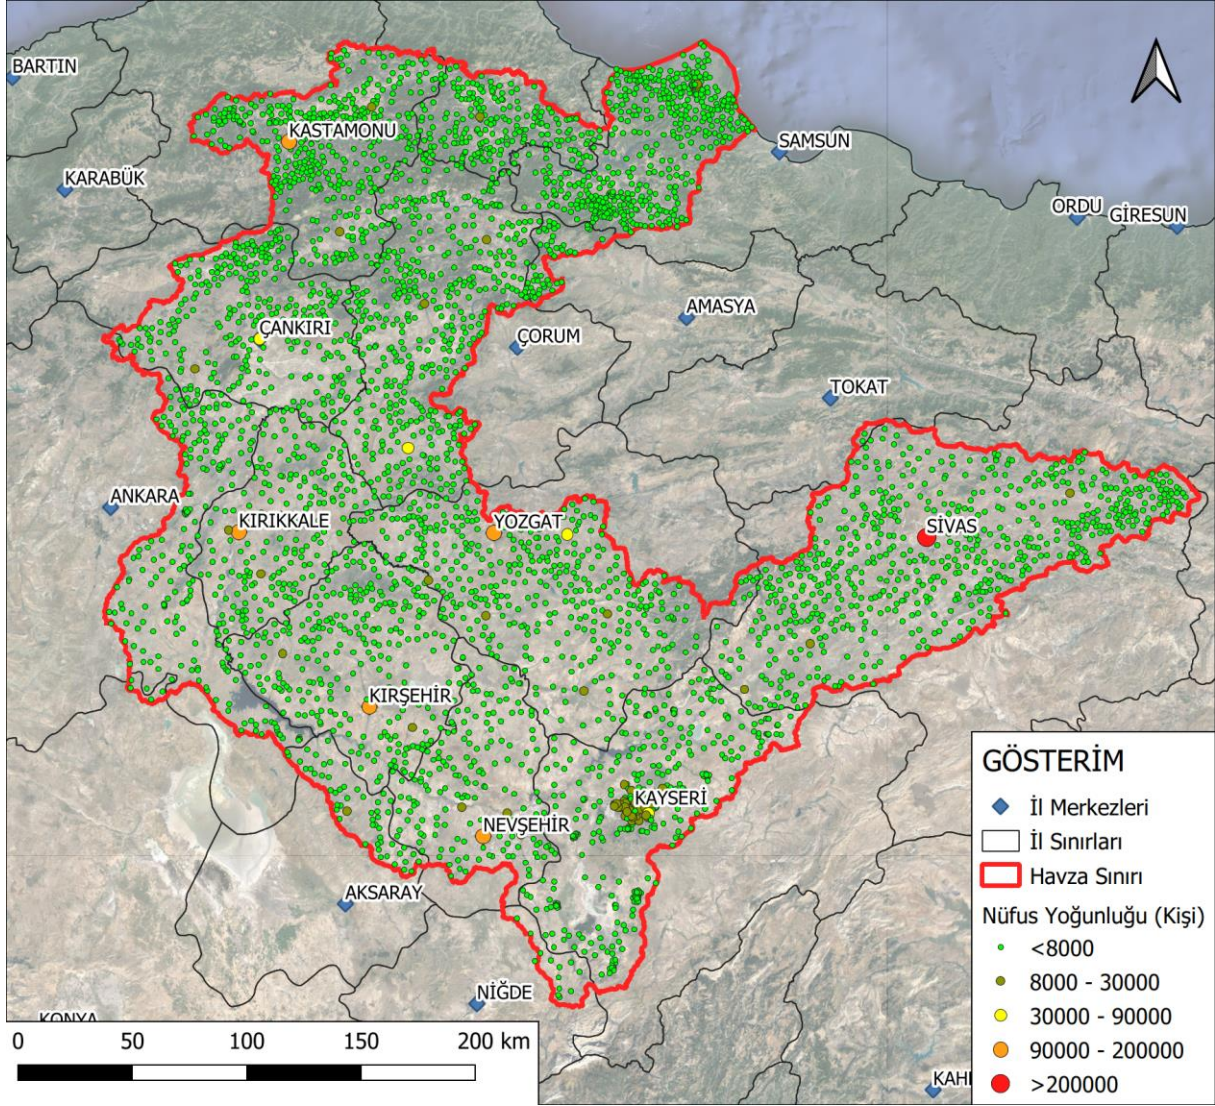 BARTIN
KASTAMONU
SAMSUN
KARABÜK
ORDU
GİRESUN
AMASYA
ÇANKIRI
ÇORUM
TOKAT
ANKARA
KIRIKKALE
YOZGAT
SİVAS
KIRŞEHİR
KAYSERİ
NEVŞEHİR
AKSARAY
NİĞDE
KONYA
0 50 100 150 200 km
GÖSTERİM
İl Merkezleri
İl Sınırları
Havza Sınırı
Nüfus Yoğunluğu (Kişi)
<8000
8000 - 30000
30000 - 90000
90000 - 200000
>200000